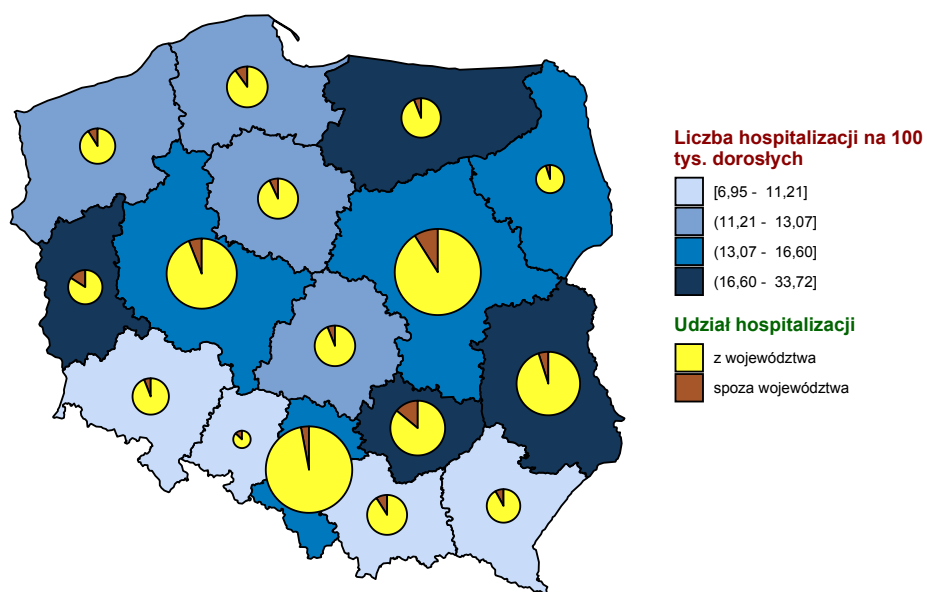 Liczba hospitalizacji na 100
tys. dorosłych
[6,95 - 11,21]
(11,21 - 13,07]
(13,07 - 16,60]
(16,60 - 33,72]
Udział hospitalizacji
z województwa
spoza województwa